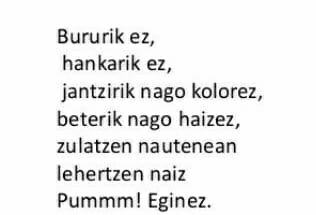 Bururik ez,
hankarik ez,
jantzirik nago kolorez,
beterik nago haizez,
zulatzen nautenean
lehertzen naiz
Pummm! Eginez.